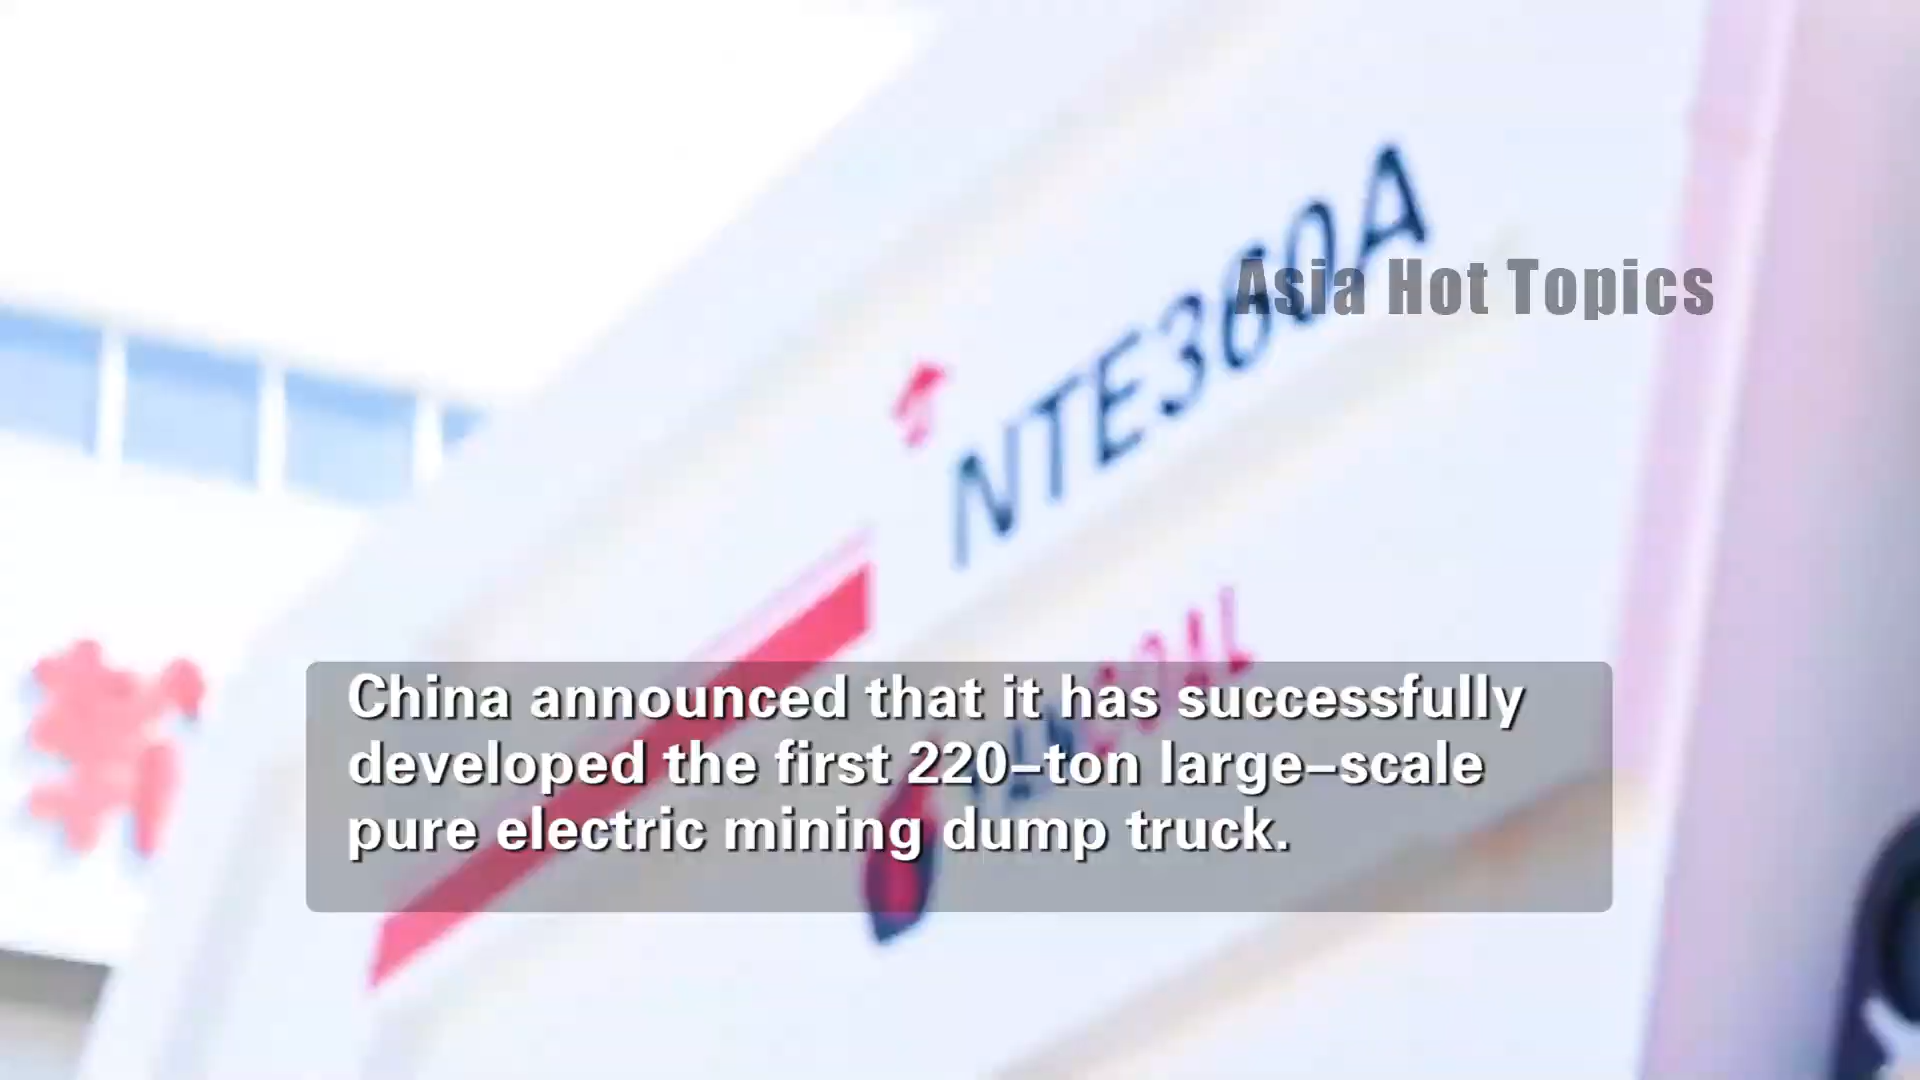 NTE360A
Asia Hot Topics
China announced that it has successfully
developed the first 220-ton large-scale
pure electric mining dump truck.